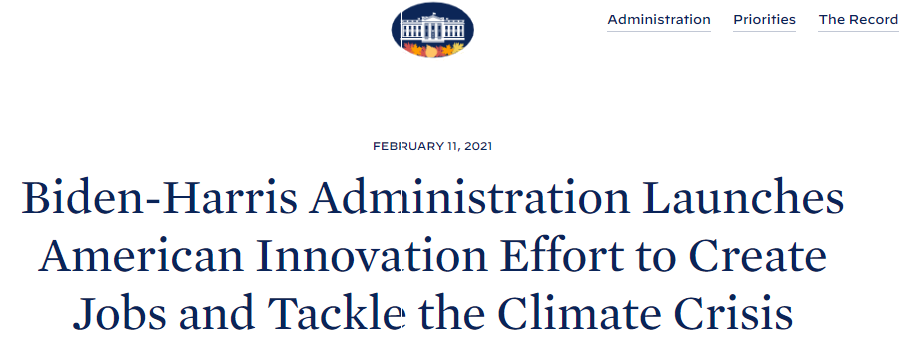 Administration Priorities The Record
FEBRUARY 11, 2021
Biden-Harris Administration Launches
American Innovation Effort to Create
Jobs and Tackle the Climate Crisis